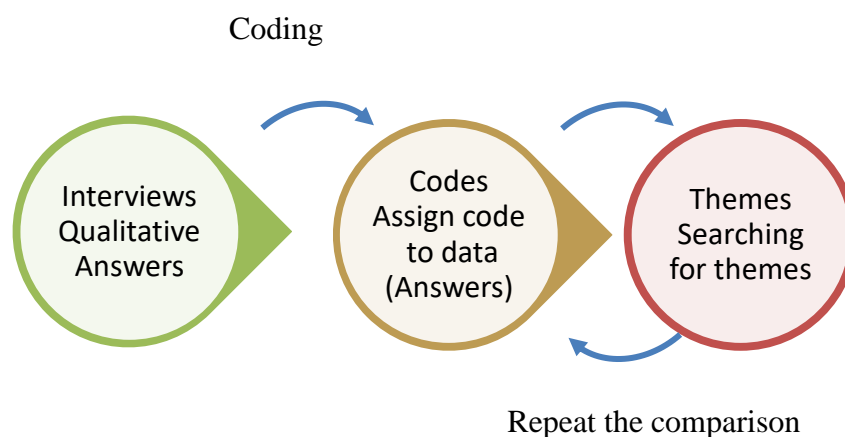 Coding
Interviews
Qualitative
Answers
Codes
Assign code
to data
(Answers)
Themes
Searching
for themes
Repeat the comparison